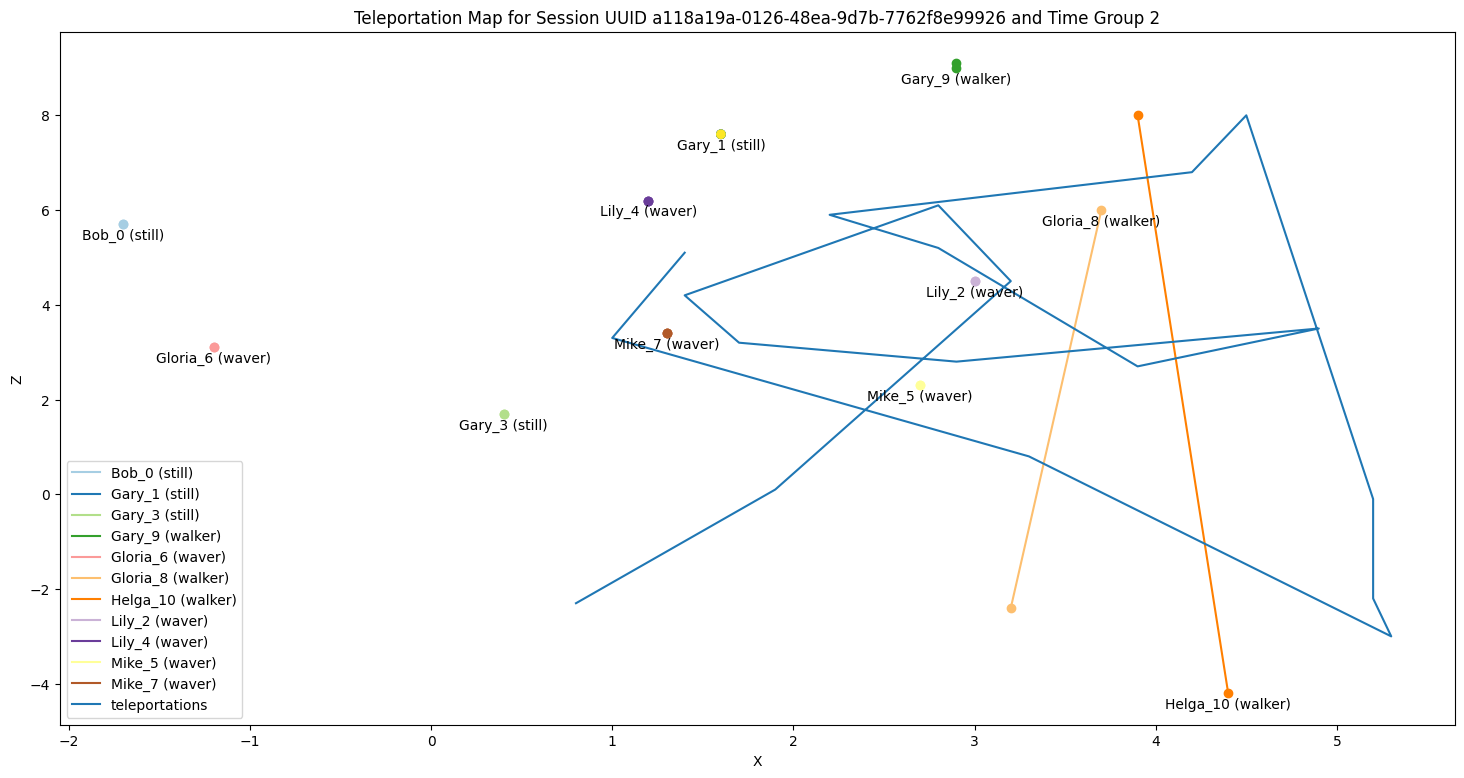 Teleportation Map for Session UUID a118a19a-0126-48ea-9d7b-7762f8e99926 and Time Group 2
Gary_9 (walker)
8
Gary_1 (still)
6
Lily_4 (waver)
Gloria_8 (walker)
Bob_0 (still)
Lily_2 (waver)
4
Mike_7 (waver)
Gloria_6 (waver)
Z
2
Mike_5 (waver)
Gary_3 (still)
0
−2
−4
Helga_10 (walker)
Bob_0 (still)
Gary_1 (still)
Gary_3 (still)
Gary_9 (walker)
Gloria_6 (waver)
Gloria_8 (walker)
Helga_10 (walker)
Lily_2 (waver)
Lily_4 (waver)
Mike_5 (waver)
Mike_7 (waver)
teleportations
−2 −1 0 1 2 3 4 5
X